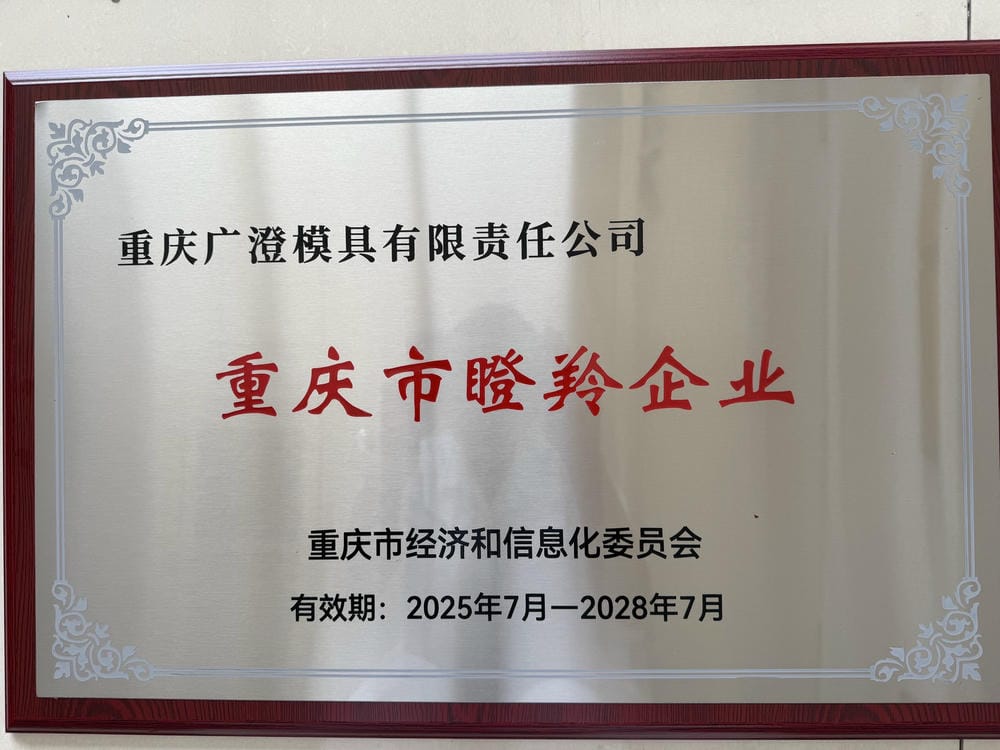 重庆广澄模具有限责任公司
重庆市瞪羚企业
重庆市经济和信息化委员会
有效期：2025年7月—2028年7月